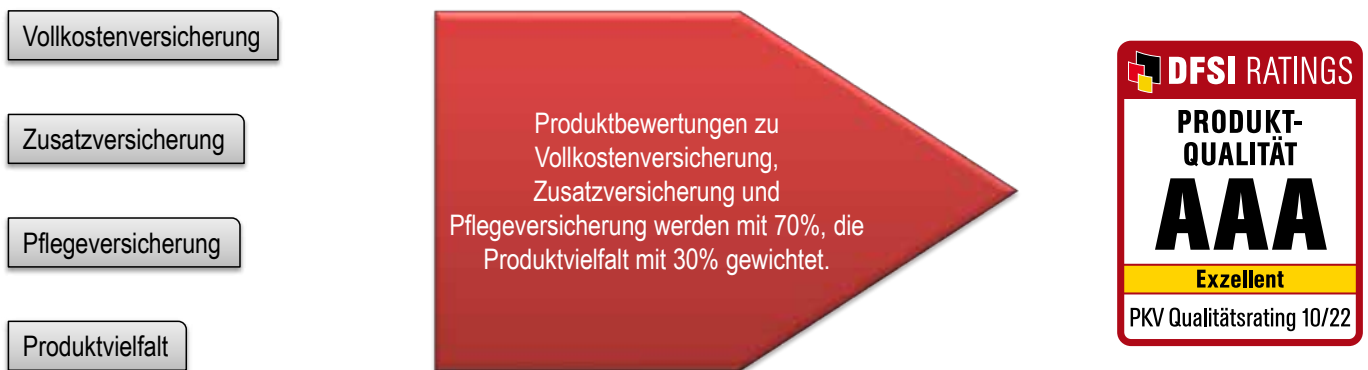 Vollkostenversicherung
Zusatzversicherung
Pflegeversicherung
Produktvielfalt
Produktbewertungen zu
Vollkostenversicherung,
Zusatzversicherung und
Pflegeversicherung werden mit 70%, die
Produktvielfalt mit 30% gewichtet.
DFSI RATINGS
PRODUKT-
QUALITÄT
AAA
Exzellent
PKV Qualitätsrating 10/22